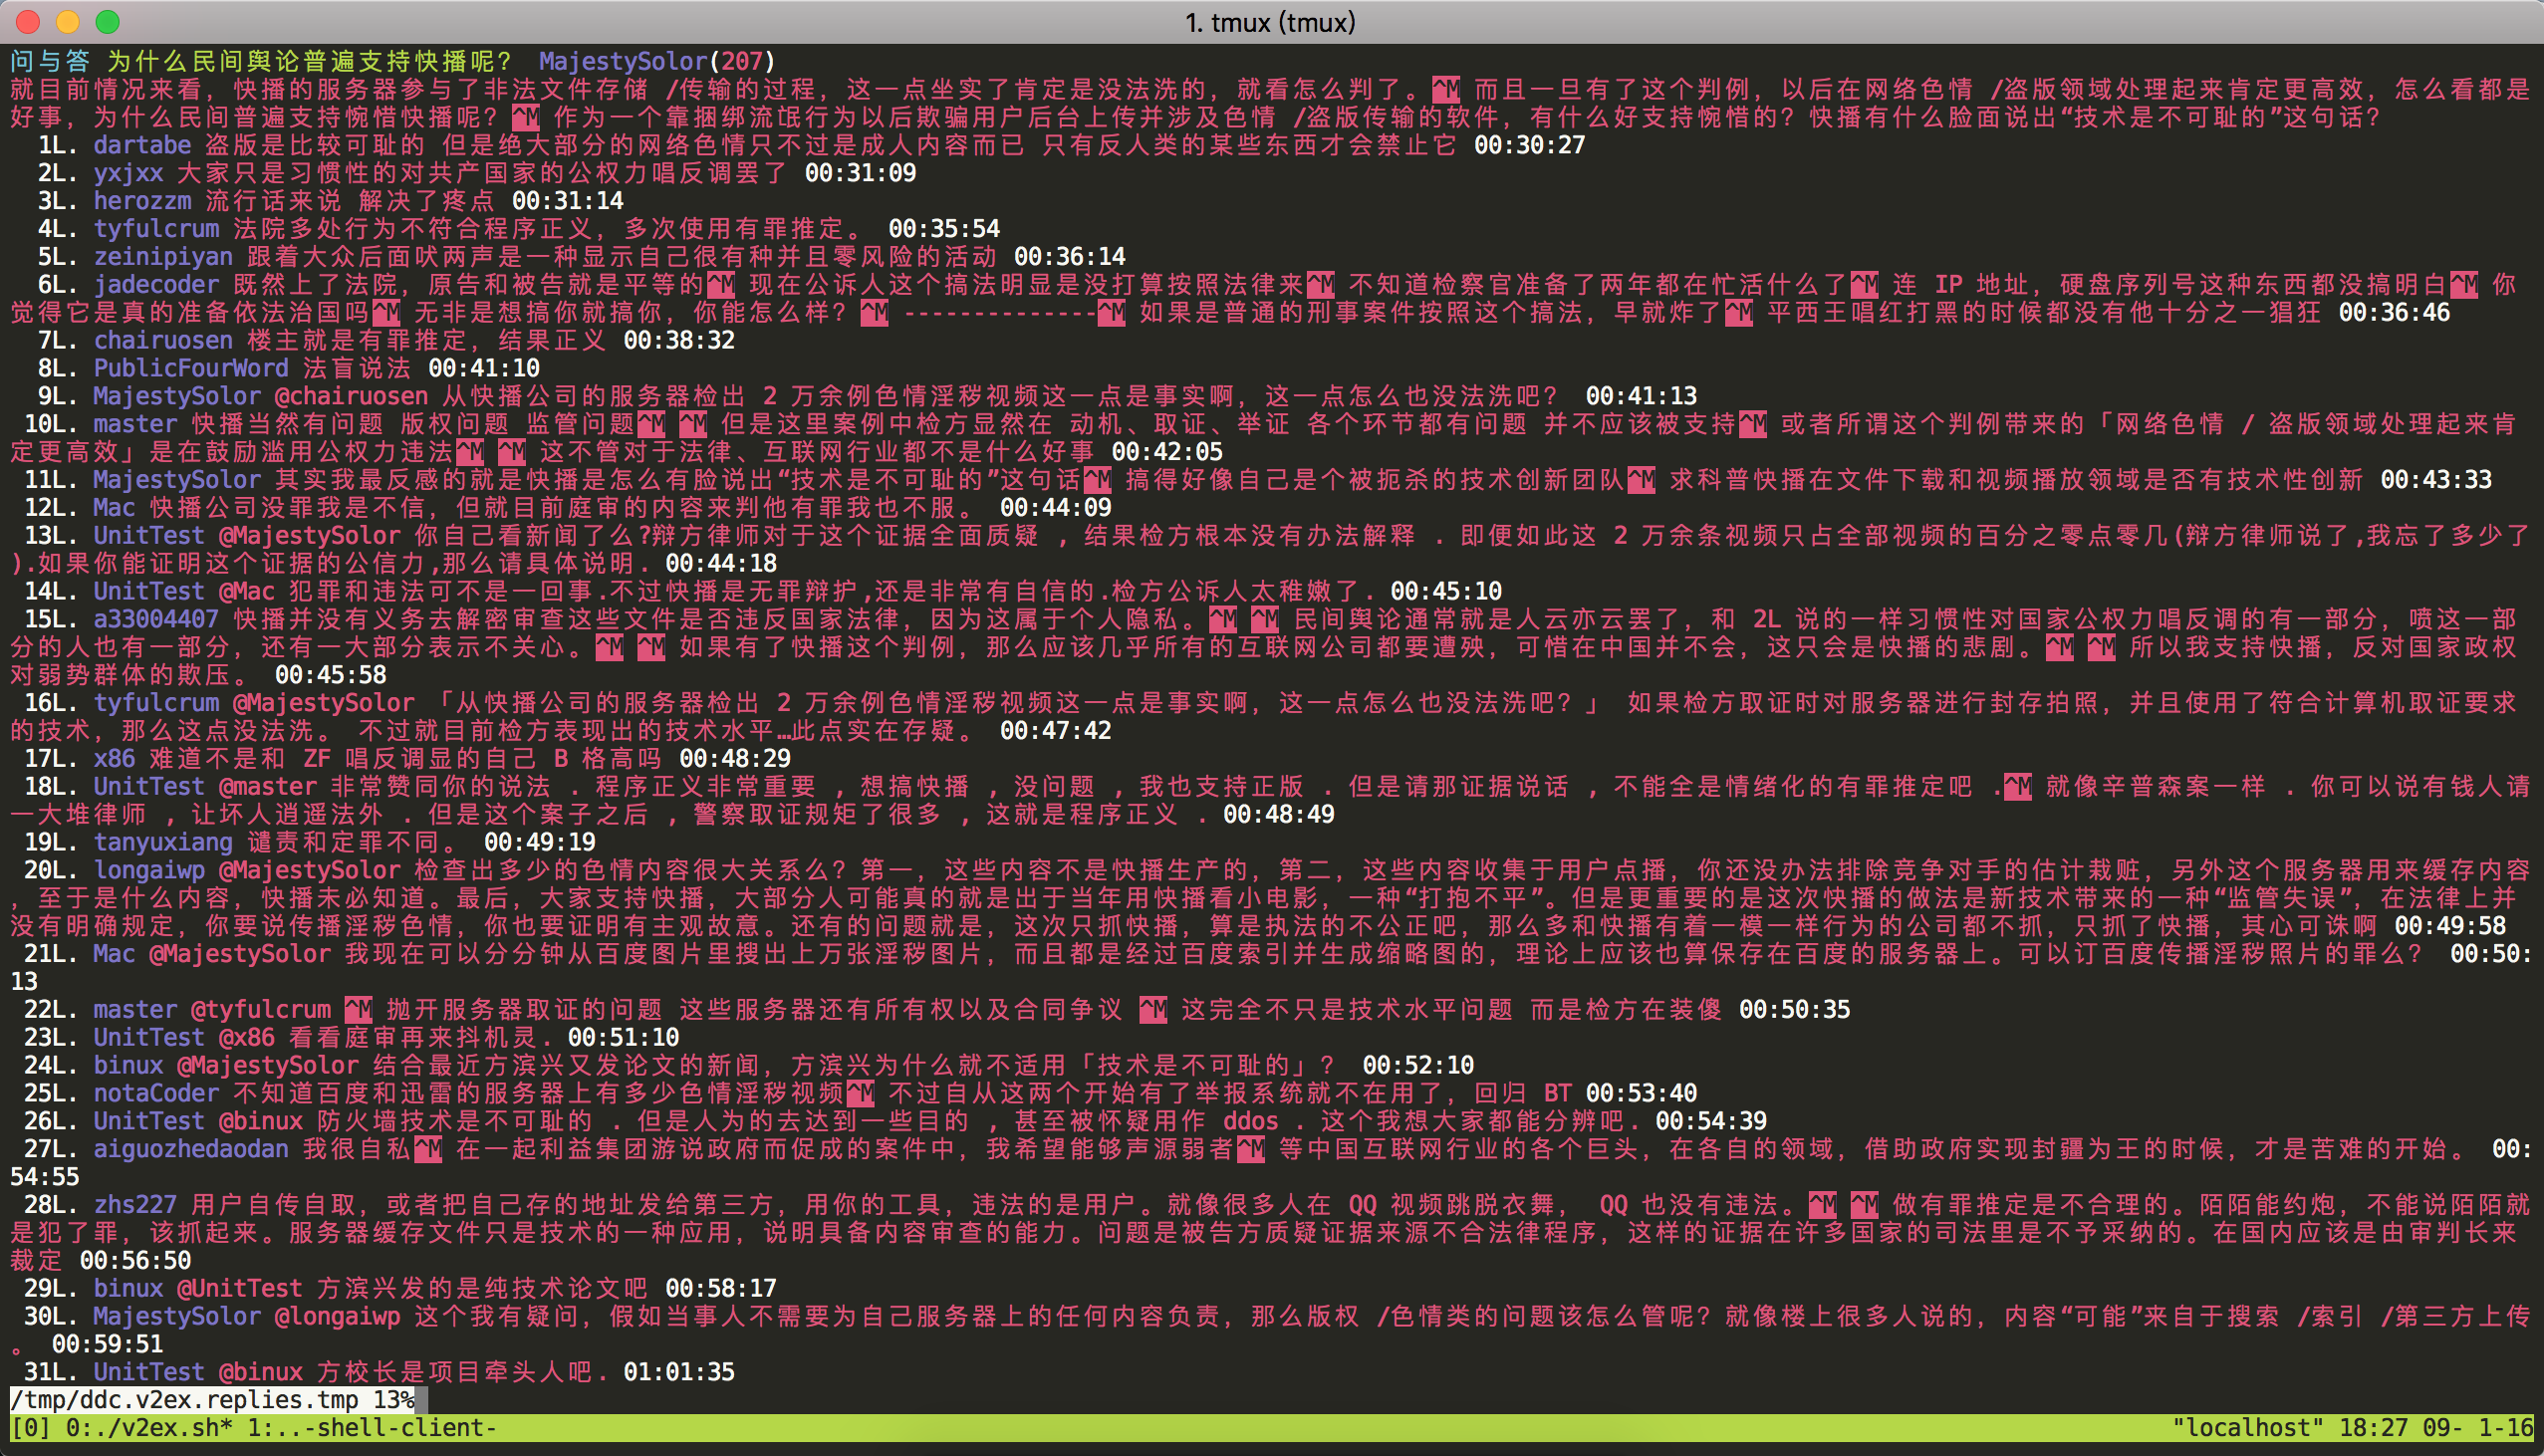 1. tmux (tmux)
问与答 为什么民间舆论普遍支持快播呢？ MajestySolor(207)
就目前情况来看，快播的服务器参与了非法文件存储 /传输的过程，这一点坐实了肯定是没法洗的，就看怎么判了。^M 而且一旦有了这个判例，以后在网络色情 /盗版领域处理起来肯定更高效，怎么看都是
好事，为什么民间普遍支持惋惜快播呢？^M 作为一个靠捆绑流氓行为以后欺骗用户后台上传并涉及色情 /盗版传输的软件，有什么好支持惋惜的？快播有什么脸面说出“技术是不可耻的”这句话？
1L. dartabe 盗版是比较可耻的 但是绝大部分的网络色情只不过是成人内容而已 只有反人类的某些东西才会禁止它 00:30:27
2L. yxjxx 大家只是习惯性的对共产国家的公权力唱反调罢了 00:31:09
3L. herozzm 流行话来说 解决了疼点 00:31:14
4L. tyfulcrum 法院多处行为不符合程序正义，多次使用有罪推定。 00:35:54
5L. zeinipiyan 跟着大众后面吠两声是一种显示自己很有种并且零风险的活动 00:36:14
6L. jadecoder 既然上了法院，原告和被告就是平等的^M 现在公诉人这个搞法明显是没打算按照法律来^M 不知道检察官准备了两年都在忙活什么了^M 连 IP 地址，硬盘序列号这种东西都没搞明白^M 你
觉得它是真的准备依法治国吗^M 无非是想搞你就搞你，你能怎么样？^M --------------^M 如果是普通的刑事案件按照这个搞法，早就炸了^M 平西王唱红打黑的时候都没有他十分之一猖狂 00:36:46
7L. chairuosen 楼主就是有罪推定，结果正义 00:38:32
8L. PublicFourWord 法盲说法 00:41:10
9L. MajestySolor @chairuosen 从快播公司的服务器检出 2 万余例色情淫秽视频这一点是事实啊，这一点怎么也没法洗吧？ 00:41:13
10L. master 快播当然有问题 版权问题 监管问题^M ^M 但是这里案例中检方显然在 动机、取证、举证 各个环节都有问题 并不应该被支持^M 或者所谓这个判例带来的「网络色情 / 盗版领域处理起来肯
定更高效」是在鼓励滥用公权力违法^M ^M 这不管对于法律、互联网行业都不是什么好事 00:42:05
11L. MajestySolor 其实我最反感的就是快播是怎么有脸说出“技术是不可耻的”这句话^M 搞得好像自己是个被扼杀的技术创新团队^M 求科普快播在文件下载和视频播放领域是否有技术性创新 00:43:33
12L. Mac 快播公司没罪我是不信，但就目前庭审的内容来判他有罪我也不服。 00:44:09
13L. UnitTest @MajestySolor 你自己看新闻了么?辩方律师对于这个证据全面质疑 , 结果检方根本没有办法解释 . 即便如此这 2 万余条视频只占全部视频的百分之零点零几(辩方律师说了,我忘了多少了
).如果你能证明这个证据的公信力,那么请具体说明. 00:44:18
14L. UnitTest @Mac 犯罪和违法可不是一回事.不过快播是无罪辩护,还是非常有自信的.检方公诉人太稚嫩了. 00:45:10
15L. a33004407 快播并没有义务去解密审查这些文件是否违反国家法律，因为这属于个人隐私。^M ^M 民间舆论通常就是人云亦云罢了，和 2L 说的一样习惯性对国家公权力唱反调的有一部分，喷这一部
分的人也有一部分，还有一大部分表示不关心。^M ^M 如果有了快播这个判例，那么应该几乎所有的互联网公司都要遭殃，可惜在中国并不会，这只会是快播的悲剧。^M ^M 所以我支持快播，反对国家政权
对弱势群体的欺压。 00:45:58
16L. tyfulcrum @MajestySolor 「从快播公司的服务器检出 2 万余例色情淫秽视频这一点是事实啊，这一点怎么也没法洗吧？」 如果检方取证时对服务器进行封存拍照，并且使用了符合计算机取证要求
的技术，那么这点没法洗。 不过就目前检方表现出的技术水平…此点实在存疑。 00:47:42
17L. x86 难道不是和 ZF 唱反调显的自己 B 格高吗 00:48:29
18L. UnitTest @master 非常赞同你的说法 . 程序正义非常重要 , 想搞快播 , 没问题 , 我也支持正版 . 但是请那证据说话 , 不能全是情绪化的有罪推定吧 .^M 就像辛普森案一样 . 你可以说有钱人请
一大堆律师 , 让坏人逍遥法外 . 但是这个案子之后 , 警察取证规矩了很多 , 这就是程序正义 . 00:48:49
19L. tanyuxiang 谴责和定罪不同。 00:49:19
20L. longaiwp @MajestySolor 检查出多少的色情内容很大关系么？第一，这些内容不是快播生产的，第二，这些内容收集于用户点播，你还没办法排除竞争对手的估计栽赃，另外这个服务器用来缓存内容
，至于是什么内容，快播未必知道。最后，大家支持快播，大部分人可能真的就是出于当年用快播看小电影，一种“打抱不平”。但是更重要的是这次快播的做法是新技术带来的一种“监管失误”，在法律上并
没有明确规定，你要说传播淫秽色情，你也要证明有主观故意。还有的问题就是，这次只抓快播，算是执法的不公正吧，那么多和快播有着一模一样行为的公司都不抓，只抓了快播，其心可诛啊 00:49:58
21L. Mac @MajestySolor 我现在可以分分钟从百度图片里搜出上万张淫秽图片，而且都是经过百度索引并生成缩略图的，理论上应该也算保存在百度的服务器上。可以订百度传播淫秽照片的罪么？ 00:50:
13
22L. master @tyfulcrum ^M 抛开服务器取证的问题 这些服务器还有所有权以及合同争议 ^M 这完全不只是技术水平问题 而是检方在装傻 00:50:35
23L. UnitTest @x86 看看庭审再来抖机灵. 00:51:10
24L. binux @MajestySolor 结合最近方滨兴又发论文的新闻，方滨兴为什么就不适用「技术是不可耻的」？ 00:52:10
25L. notaCoder 不知道百度和迅雷的服务器上有多少色情淫秽视频^M 不过自从这两个开始有了举报系统就不在用了，回归 BT 00:53:40
26L. UnitTest @binux 防火墙技术是不可耻的 . 但是人为的去达到一些目的 , 甚至被怀疑用作 ddos . 这个我想大家都能分辨吧. 00:54:39
27L. aiguozhedaodan 我很自私^M 在一起利益集团游说政府而促成的案件中，我希望能够声源弱者^M 等中国互联网行业的各个巨头，在各自的领域，借助政府实现封疆为王的时候，才是苦难的开始。 00:
54:55
28L. zhs227 用户自传自取，或者把自己存的地址发给第三方，用你的工具，违法的是用户。就像很多人在 QQ 视频跳脱衣舞， QQ 也没有违法。^M ^M 做有罪推定是不合理的。陌陌能约炮，不能说陌陌就
是犯了罪，该抓起来。服务器缓存文件只是技术的一种应用，说明具备内容审查的能力。问题是被告方质疑证据来源不合法律程序，这样的证据在许多国家的司法里是不予采纳的。在国内应该是由审判长来
裁定 00:56:50
29L. binux @UnitTest 方滨兴发的是纯技术论文吧 00:58:17
30L. MajestySolor @longaiwp 这个我有疑问，假如当事人不需要为自己服务器上的任何内容负责，那么版权 /色情类的问题该怎么管呢？就像楼上很多人说的，内容“可能”来自于搜索 /索引 /第三方上传
。 00:59:51
31L. UnitTest @binux 方校长是项目牵头人吧. 01:01:35
/tmp/ddc.v2ex.replies.tmp 13%
[0] 0:./v2ex.sh* 1:..-shell-client- "localhost" 18:27 09- 1-16